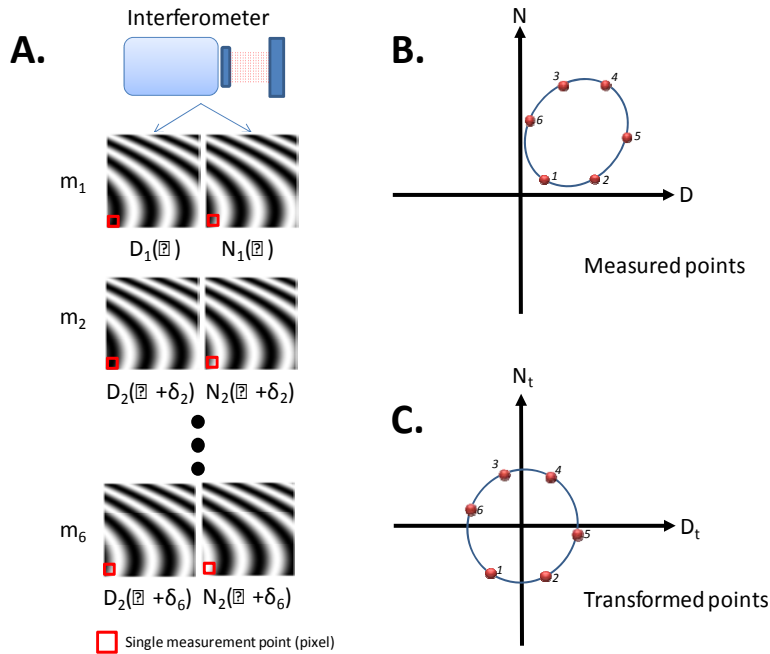 Interferometer
A.
m₁
D₁(⍰) N₁(⍰)
m₂
D₂(⍰ +δ₂) N₂(⍰ +δ₂)
m₆
D₂(⍰ +δ₆) N₂(⍰ +δ₆)
Single measurement point (pixel)
B.
N
3 4
6 5
1 2
D
Measured points
C.
Nₜ
3 4
6
Dₜ
5
1 2
Transformed points